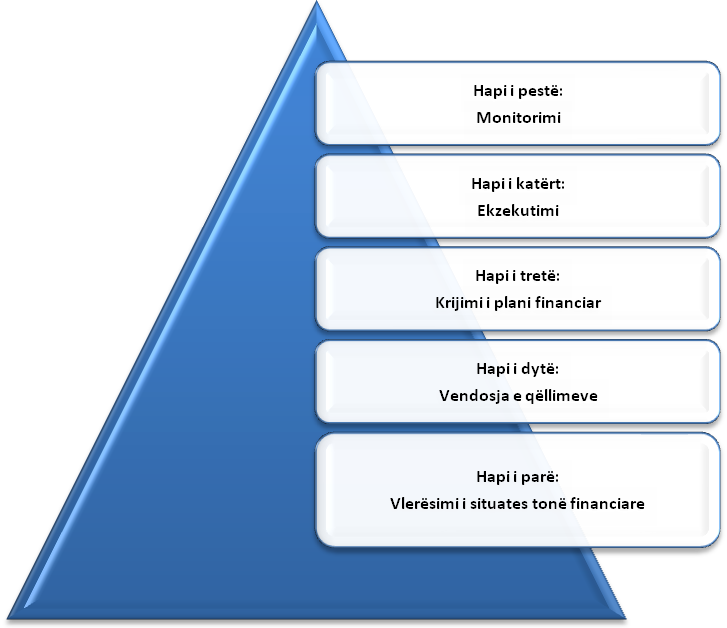 Hapi i pestë:
Monitorimi
Hapi i katërt:
Ekzekutimi
Hapi i tretë:
Krijimi i plani financiar
Hapi i dytë:
Vendosja e qëllimeve
Hapi i parë:
Vlerësimi i situates tonë financiare